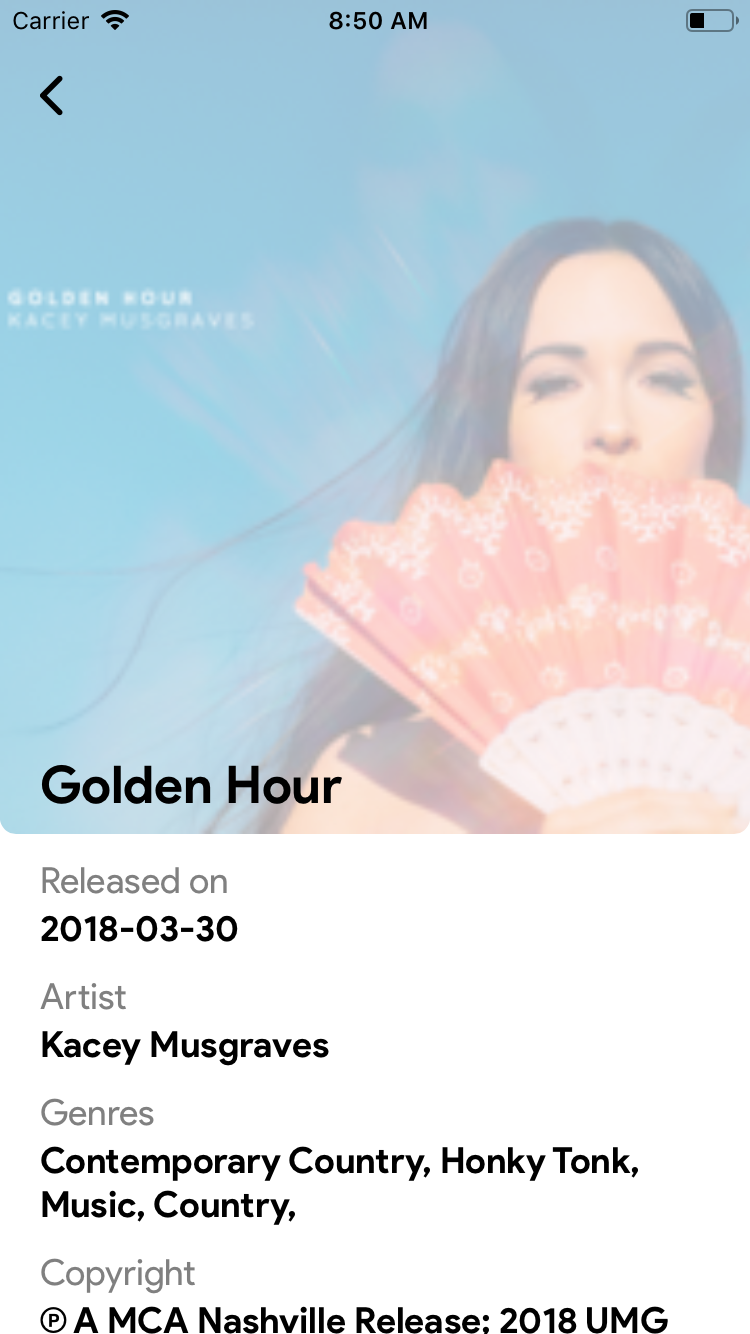 Carrier 8:50 AM
GOLDEN HOUR
KACEY MUSGRAVES
Golden Hour
Released on
2018-03-30
Artist
Kacey Musgraves
Genres
Contemporary Country, Honky Tonk,
Music, Country,
Copyright
℗ A MCA Nashville Release; 2018 UMG